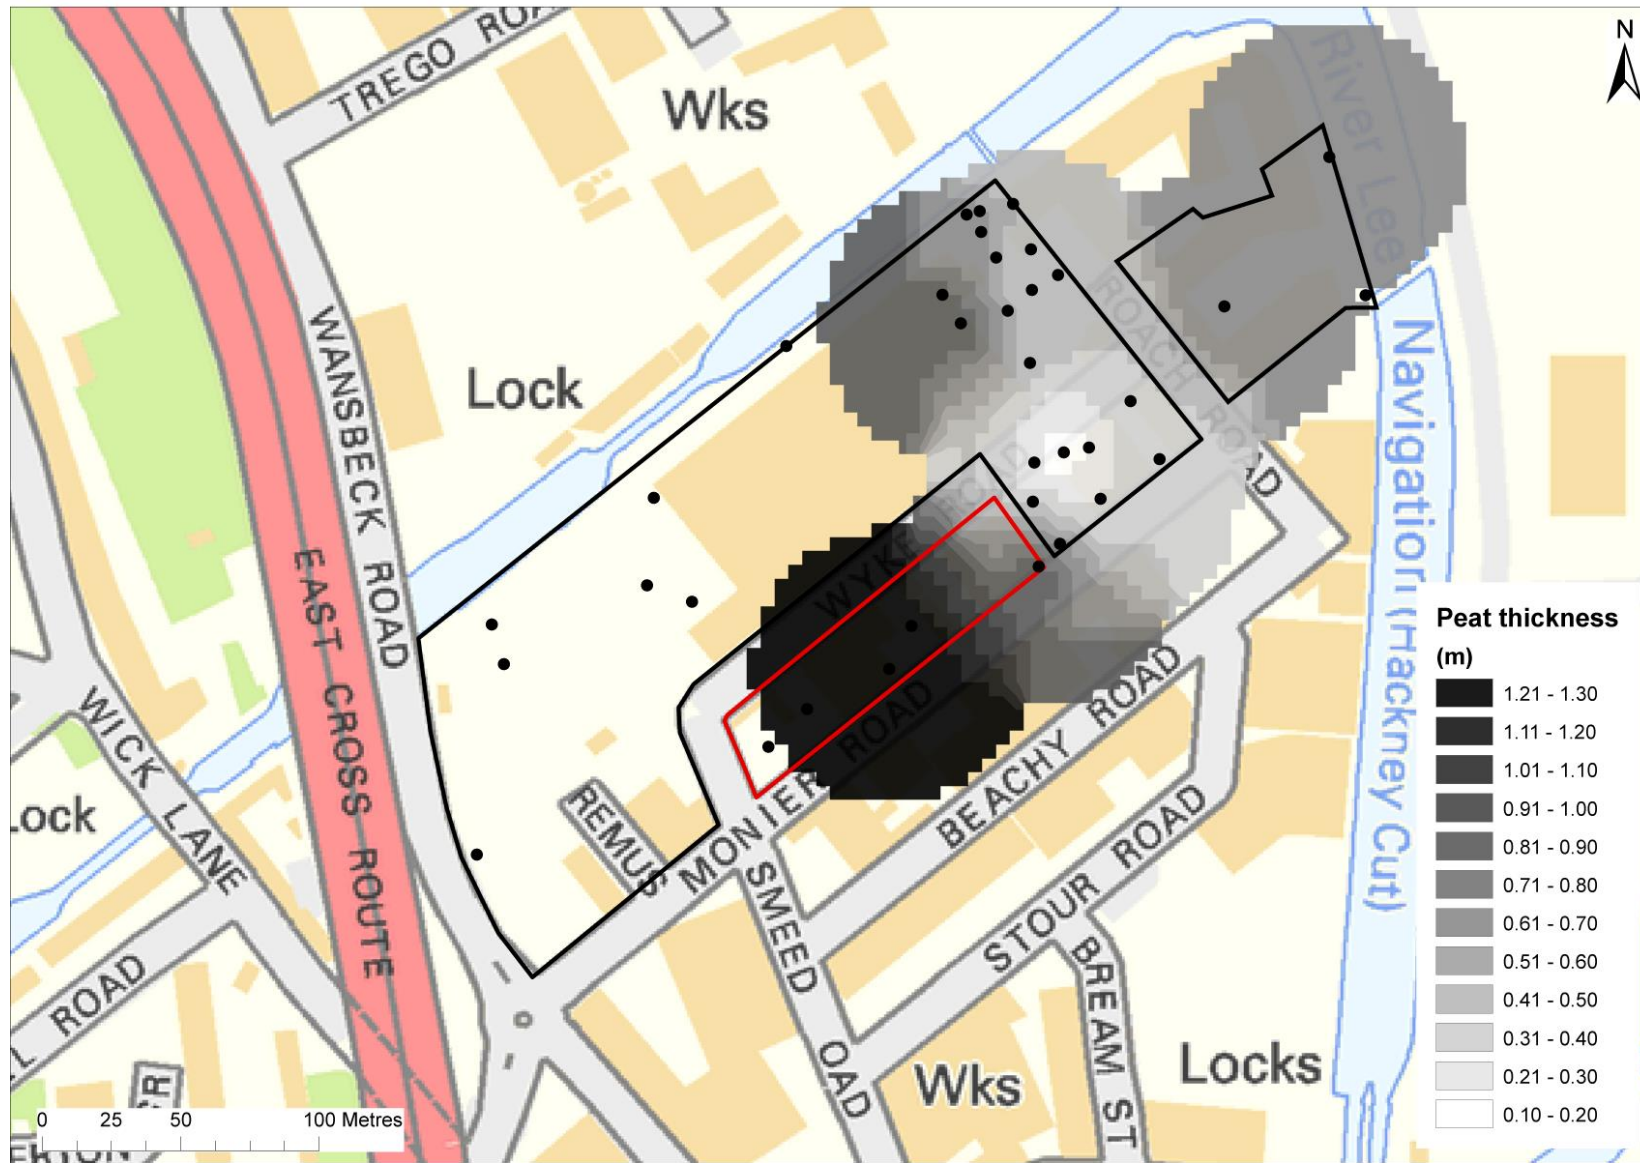 N
TREGO ROA
Wks
River Lee
WANSBECK ROAD
Lock
ROACH ROAD
AD
WYKE ROAD
EAST CROSS ROUTE
Navigation (Hackney Cut)
WICK LANE
Lock
REMUS
MONIER ROAD
BEACHY ROAD
SMEED
OAD
STOUR ROAD
BREAM ST
L ROAD
Wks
Locks
Peat thickness
(m)
1.21 - 1.30
1.11 - 1.20
1.01 - 1.10
0.91 - 1.00
0.81 - 0.90
0.71 - 0.80
0.61 - 0.70
0.51 - 0.60
0.41 - 0.50
0.31 - 0.40
0.21 - 0.30
0.10 - 0.20
0 25 50 100 Metres